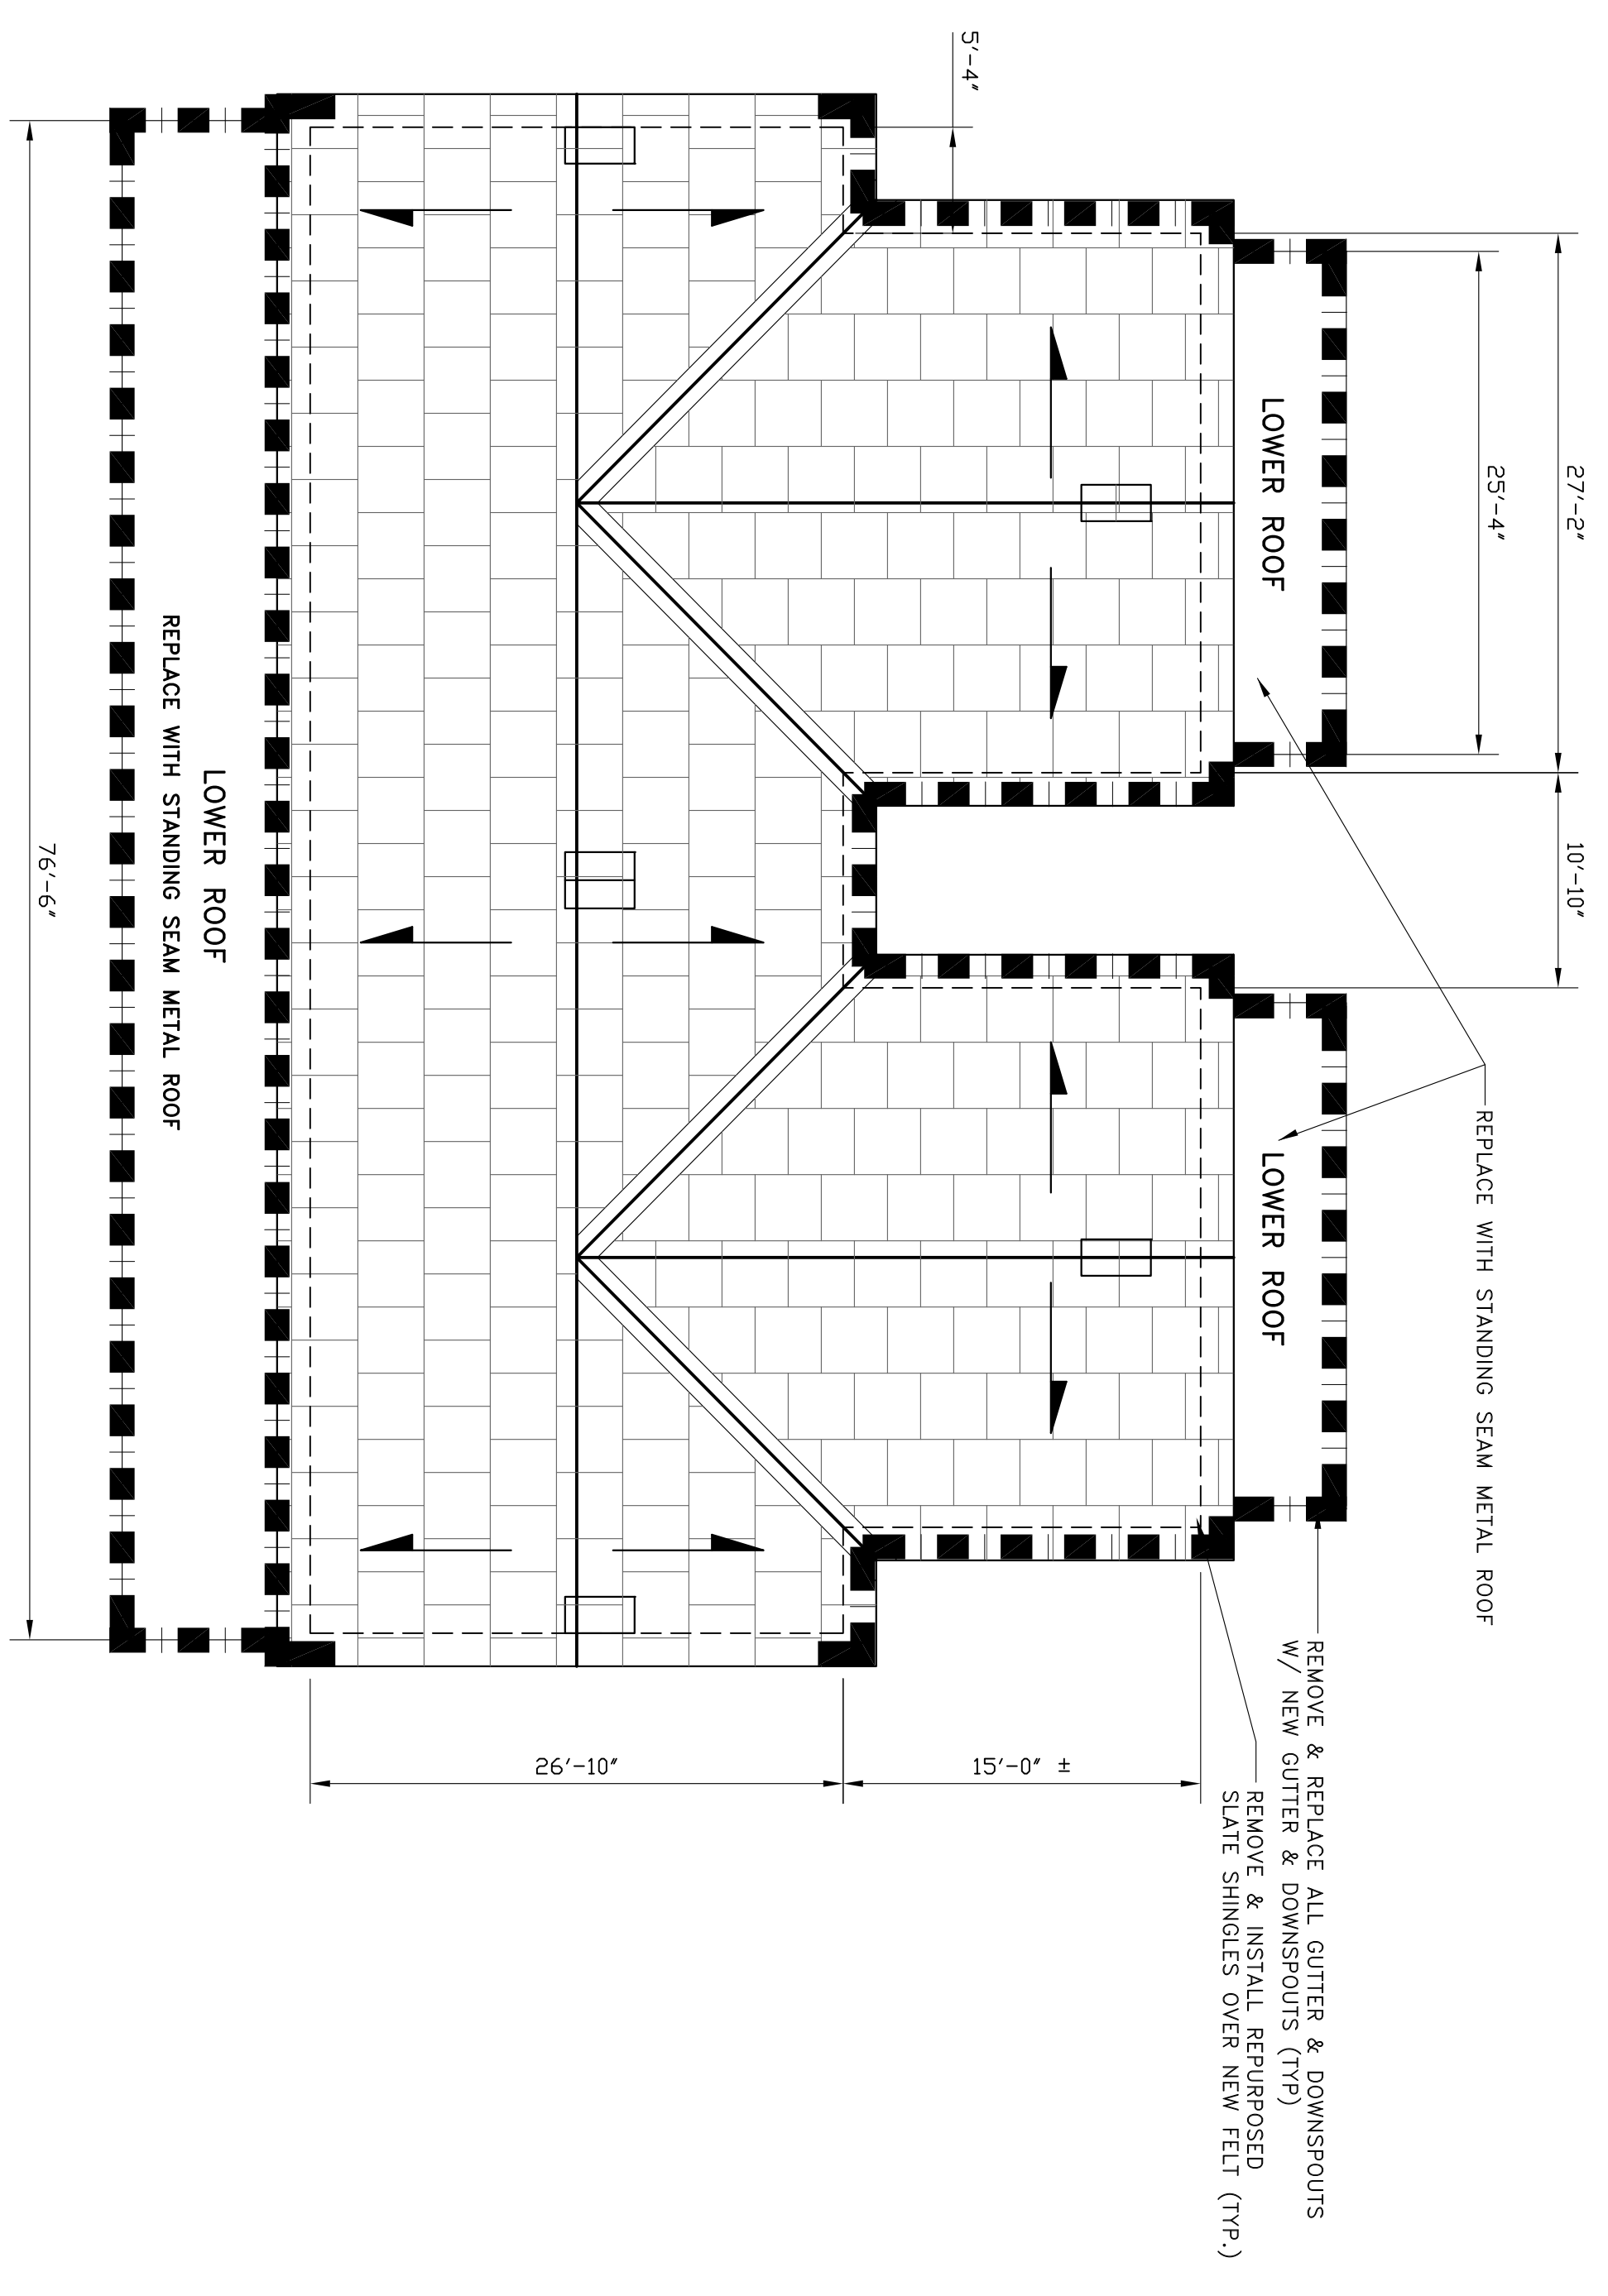 27'-2"
10'-10"
25'-4"
REPLACE WITH STANDING SEAM METAL ROOF
REMOVE & REPLACE ALL GUTTER & DOWNSPOUTS
W/ NEW GUTTER & DOWNSPOUTS (TYP)
LOWER ROOF
LOWER ROOF
REMOVE & INSTALL REPURPOSED
SLATE SHINGLES OVER NEW FELT (TYP.)
5'-4"
15'-0" ±
26'-10"
LOWER ROOF
REPLACE WITH STANDING SEAM METAL ROOF
76'-6"